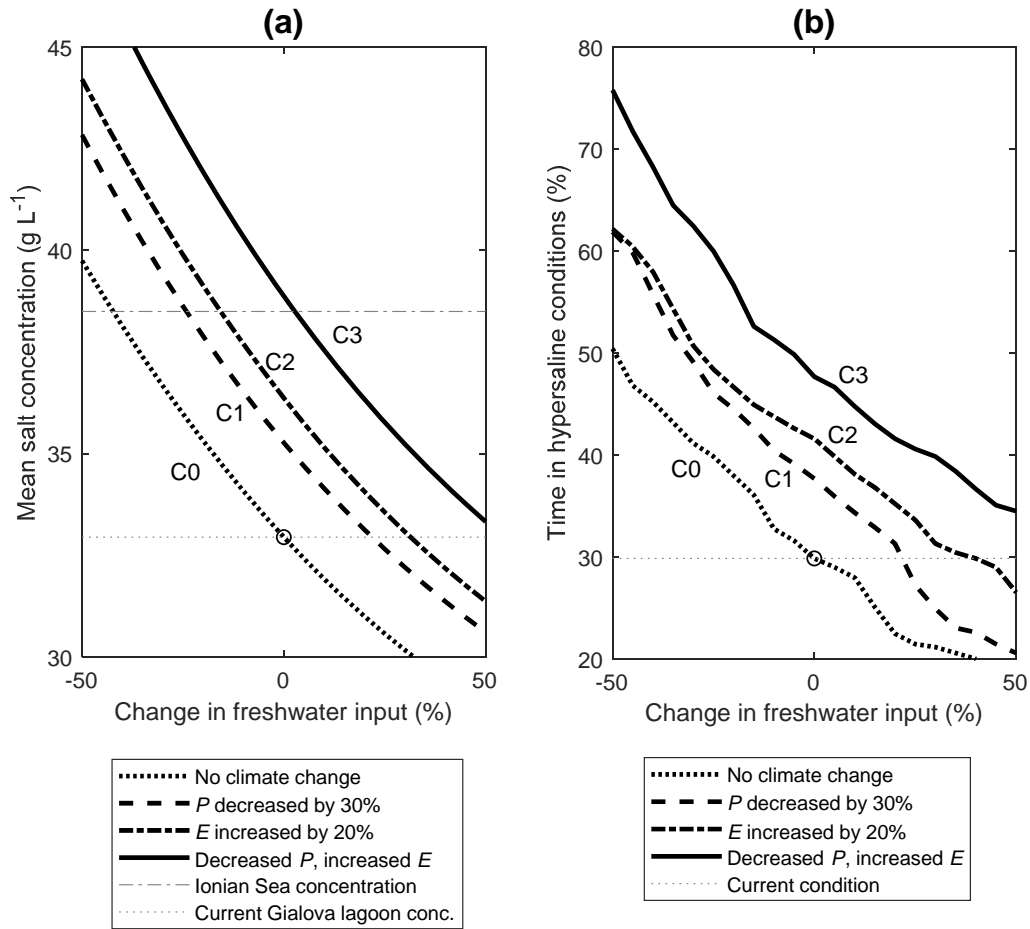 (a)
45
40
35
30
-50
0
50
Mean salt concentration (g L⁻¹)
Change in freshwater input (%)
C3
C2
C1
C0
No climate change
P decreased by 30%
E increased by 20%
Decreased P, increased E
Ionian Sea concentration
Current Gialova lagoon conc.
(b)
80
70
60
50
40
30
20
-50
0
50
Time in hypersaline conditions (%)
Change in freshwater input (%)
C3
C2
C1
C0
No climate change
P decreased by 30%
E increased by 20%
Decreased P, increased E
Current condition